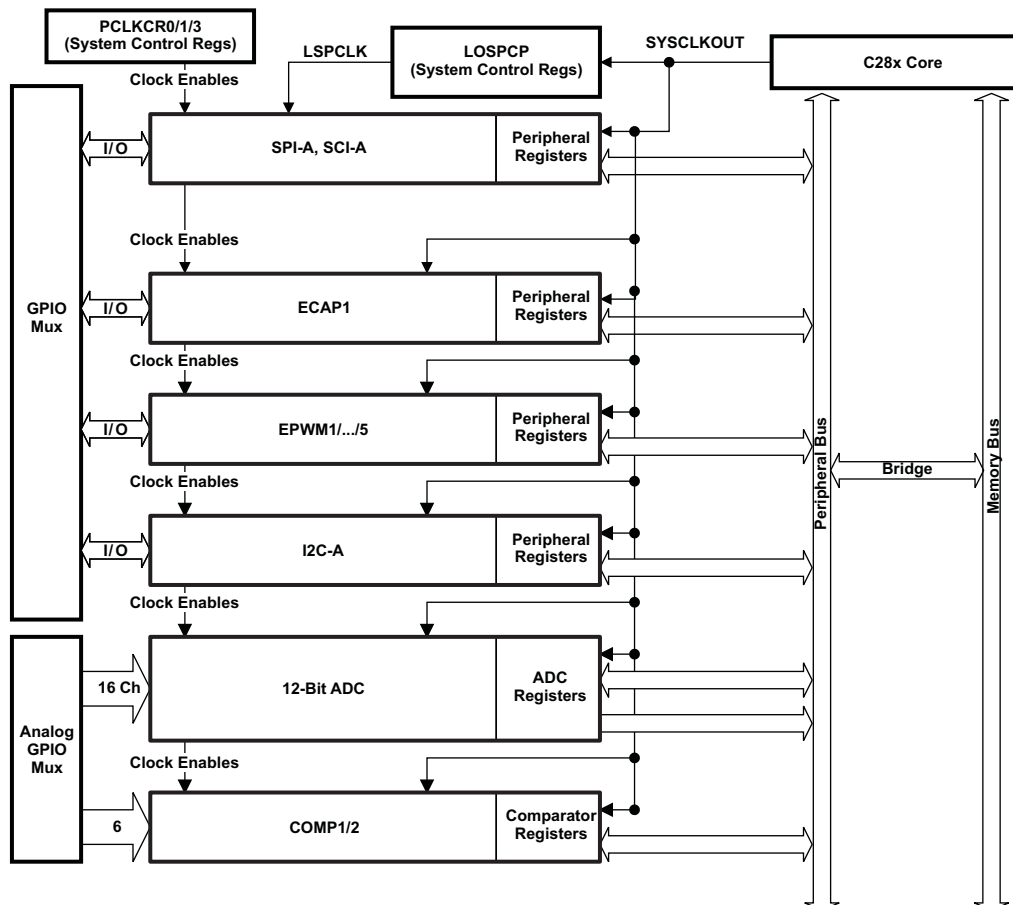 PCLKCR0/1/3
(System Control Regs)
LSPCLK
LOSPCP
(System Control Regs)
SYSCLKOUT
C28x Core
Clock Enables
I/O
SPI-A, SCI-A
Peripheral
Registers
Clock Enables
GPIO
Mux
I/O
ECAP1
Peripheral
Registers
Clock Enables
I/O
EPWM1/.../5
Peripheral
Registers
Peripheral Bus
Bridge
Memory Bus
Clock Enables
I/O
I2C-A
Peripheral
Registers
Clock Enables
16 Ch
12-Bit ADC
ADC
Registers
Analog
GPIO
Mux
Clock Enables
6
COMP1/2
Comparator
Registers